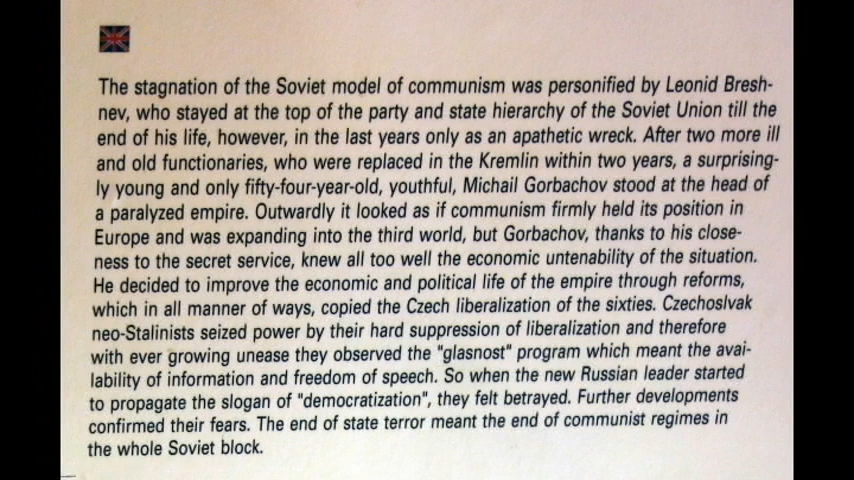 The stagnation of the Soviet model of communism was personified by Leonid Bresh-
nev, who stayed at the top of the party and state hierarchy of the Soviet Union till the
end of his life, however, in the last years only as an apathetic wreck. After two more ill
and old functionaries, who were replaced in the Kremlin within two years, a surprising-
ly young and only fifty-four-year-old, youthful, Michail Gorbachov stood at the head of
a paralyzed empire. Outwardly it looked as if communism firmly held its position in
Europe and was expanding into the third world, but Gorbachov, thanks to his close-
ness to the secret service, knew all too well the economic untenability of the situation.
He decided to improve the economic and political life of the empire through reforms,
which in all manner of ways, copied the Czech liberalization of the sixties. Czechoslvak
neo-Stalinists seized power by their hard suppression of liberalization and therefore
with ever growing unease they observed the "glasnost" program which meant the avai-
lability of information and freedom of speech. So when the new Russian leader started
to propagate the slogan of "democratization", they felt betrayed. Further developments
confirmed their fears. The end of state terror meant the end of communist regimes in
the whole Soviet block.